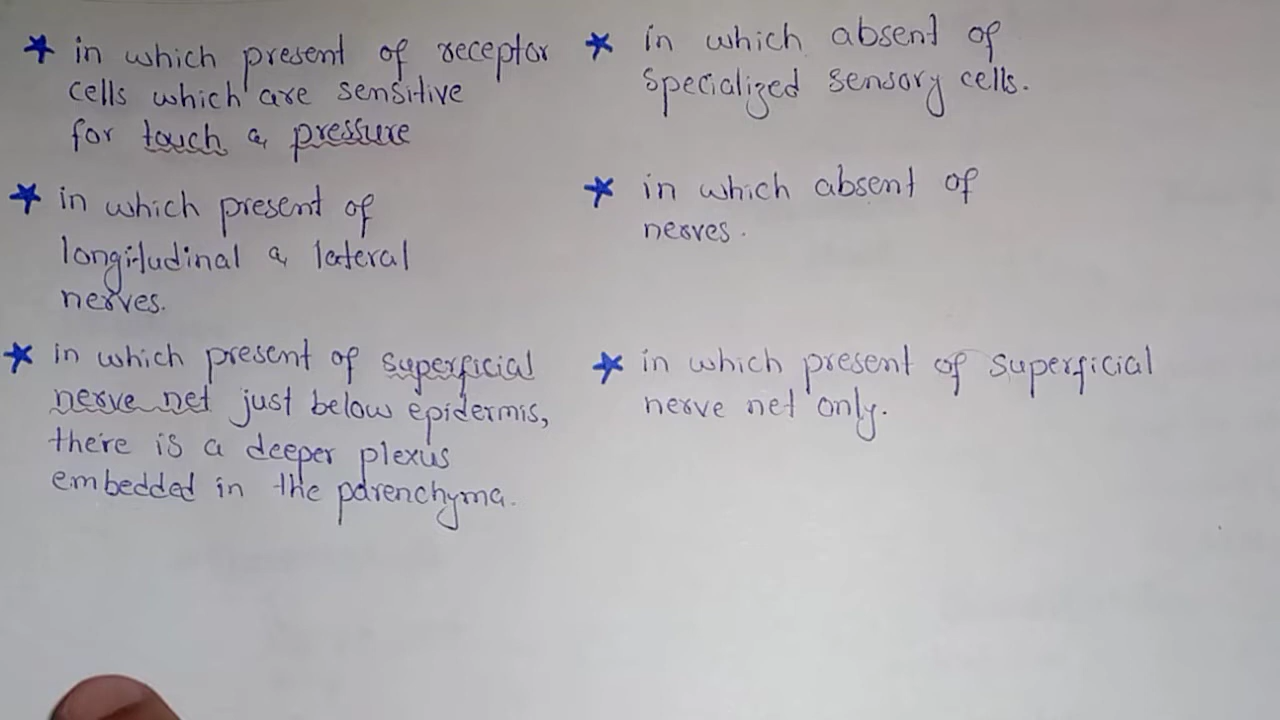 ★ in which present of receptor
cells which are sensitive
for touch & pressure
★ in which present of
longitudinal & lateral
nerves.
★ in which present of superficial
nerve net just below epidermis,
there is a deeper plexus
embedded in the parenchyma.
★ in which absent of
specialized sensory cells.
★ in which absent of
nerves.
★ in which present of superficial
nerve net only.